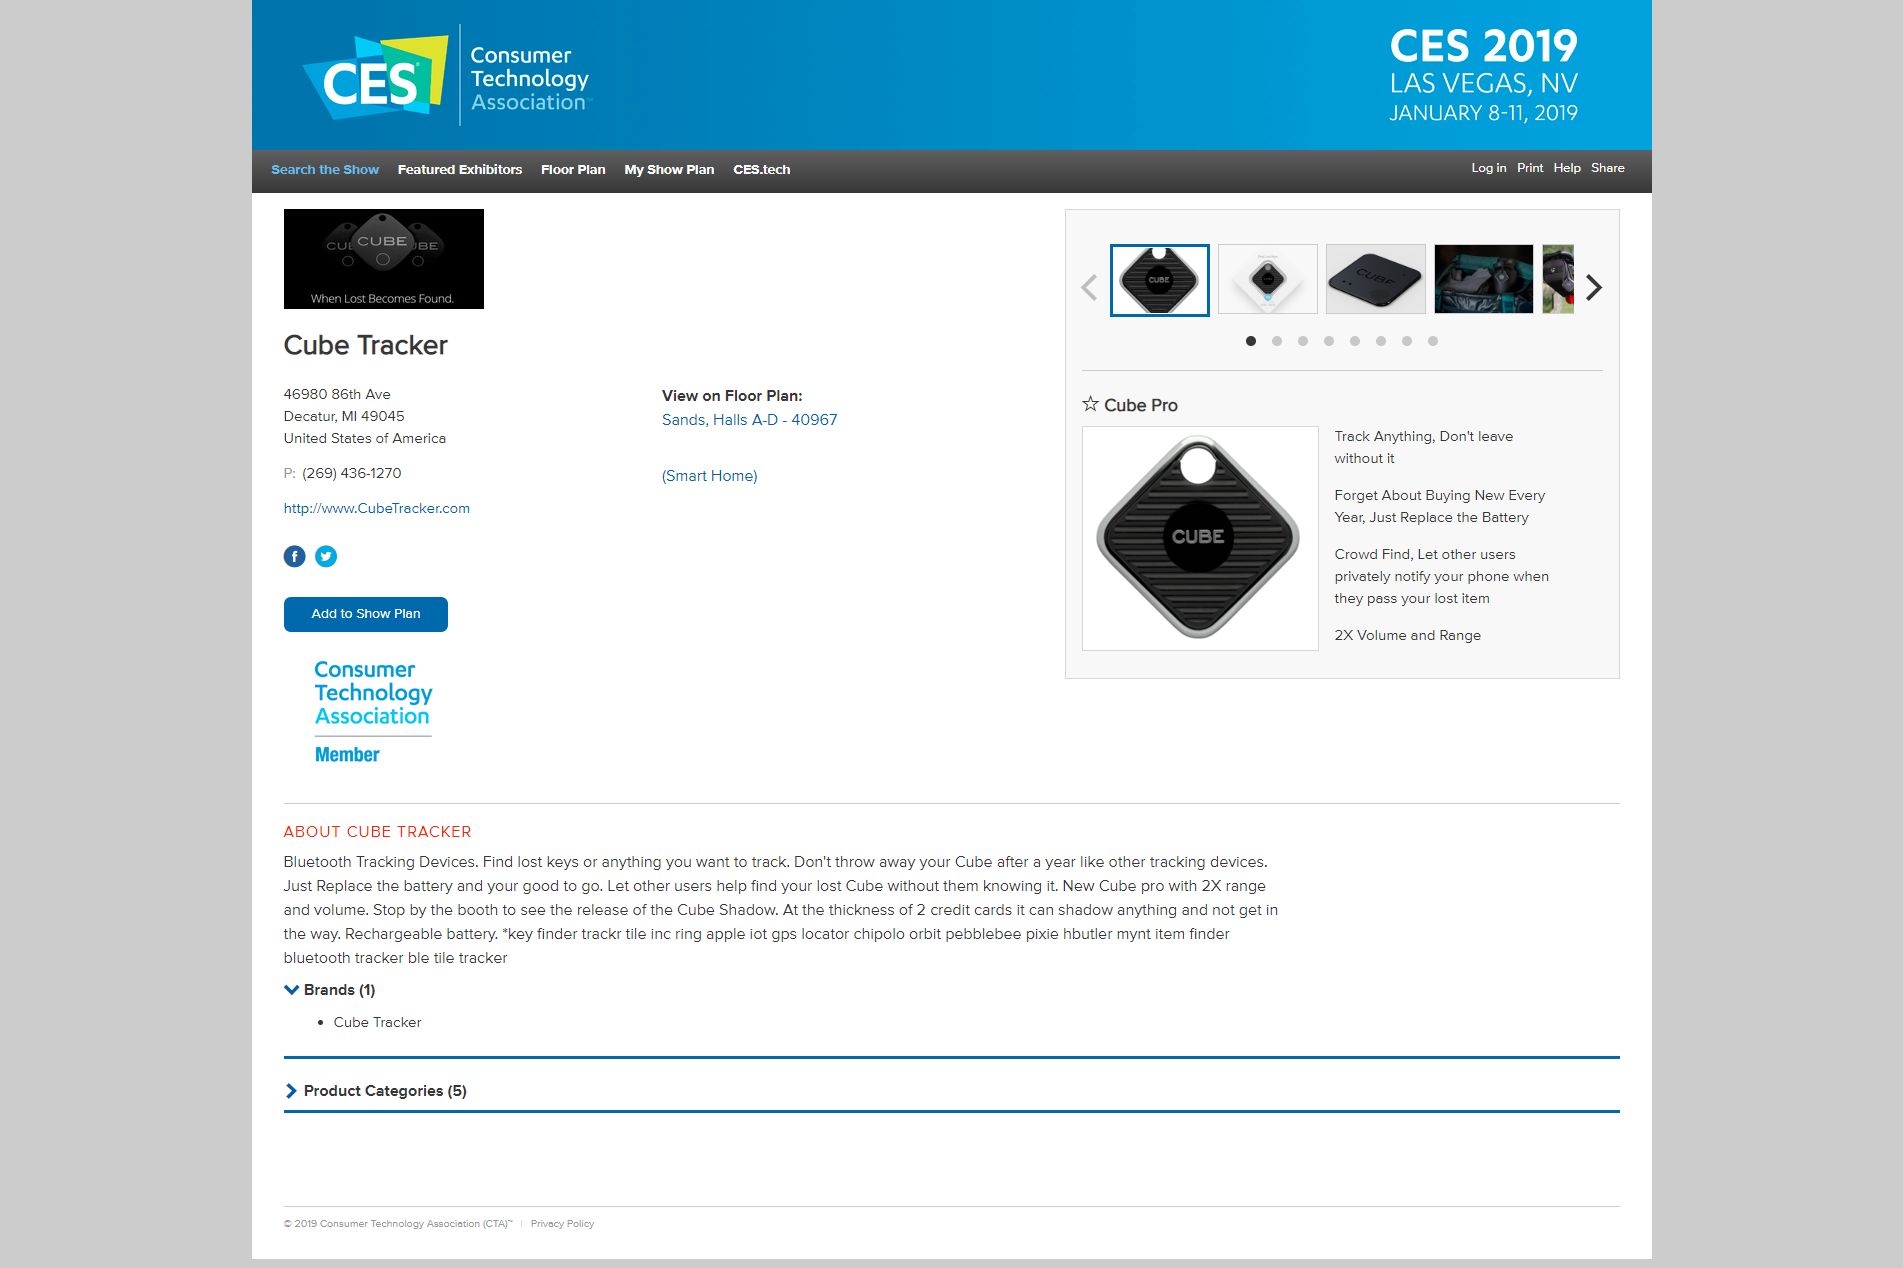 CES
Consumer
Technology
Association™
CES 2019
LAS VEGAS, NV
JANUARY 8-11, 2019
Search the Show Featured Exhibitors Floor Plan My Show Plan CES.tech
Log in Print Help Share
CUBE
When Lost Becomes Found.
Cube Tracker
46980 86th Ave
Decatur, MI 49045
United States of America
P: (269) 436-1270
http://www.CubeTracker.com
Add to Show Plan
Consumer
Technology
Association
Member
View on Floor Plan:
Sands, Halls A-D - 40967
(Smart Home)
CUBE
CUBE
☆ Cube Pro
CUBE
Track Anything, Don't leave
without it
Forget About Buying New Every
Year, Just Replace the Battery
Crowd Find, Let other users
privately notify your phone when
they pass your lost item
2X Volume and Range
ABOUT CUBE TRACKER
Bluetooth Tracking Devices. Find lost keys or anything you want to track. Don't throw away your Cube after a year like other tracking devices.
Just Replace the battery and your good to go. Let other users help find your lost Cube without them knowing it. New Cube pro with 2X range
and volume. Stop by the booth to see the release of the Cube Shadow. At the thickness of 2 credit cards it can shadow anything and not get in
the way. Rechargeable battery. *key finder trackr tile inc ring apple iot gps locator chipolo orbit pebblebee pixie hbutler mynt item finder
bluetooth tracker ble tile tracker
Brands (1)
• Cube Tracker
Product Categories (5)
© 2019 Consumer Technology Association (CTA)™ | Privacy Policy